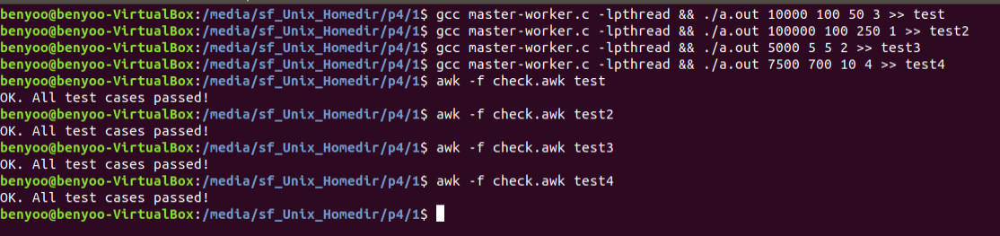 benyoo@benyoo-VirtualBox:/media/sf_Unix_Homedir/p4/1$ gcc master-worker.c -lpthread && ./a.out 10000 100 50 3 >> test
benyoo@benyoo-VirtualBox:/media/sf_Unix_Homedir/p4/1$ gcc master-worker.c -lpthread && ./a.out 100000 100 250 1 >> test2
benyoo@benyoo-VirtualBox:/media/sf_Unix_Homedir/p4/1$ gcc master-worker.c -lpthread && ./a.out 5000 5 5 2 >> test3
benyoo@benyoo-VirtualBox:/media/sf_Unix_Homedir/p4/1$ gcc master-worker.c -lpthread && ./a.out 7500 700 10 4 >> test4
benyoo@benyoo-VirtualBox:/media/sf_Unix_Homedir/p4/1$ awk -f check.awk test
OK. All test cases passed!
benyoo@benyoo-VirtualBox:/media/sf_Unix_Homedir/p4/1$ awk -f check.awk test2
OK. All test cases passed!
benyoo@benyoo-VirtualBox:/media/sf_Unix_Homedir/p4/1$ awk -f check.awk test3
OK. All test cases passed!
benyoo@benyoo-VirtualBox:/media/sf_Unix_Homedir/p4/1$ awk -f check.awk test4
OK. All test cases passed!
benyoo@benyoo-VirtualBox:/media/sf_Unix_Homedir/p4/1$